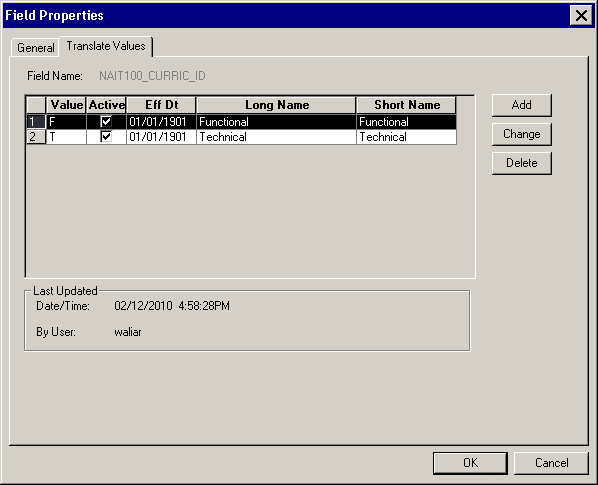 Field Properties
General Translate Values
Field Name: NAIT100_CURRIC_ID
Value Active Eff Dt Long Name Short Name
1 F 01/01/1901 Functional Functional
2 T 01/01/1901 Technical Technical
Add
Change
Delete
Last Updated
Date/Time: 02/12/2010 4:58:28PM
By User: waliar
OK Cancel